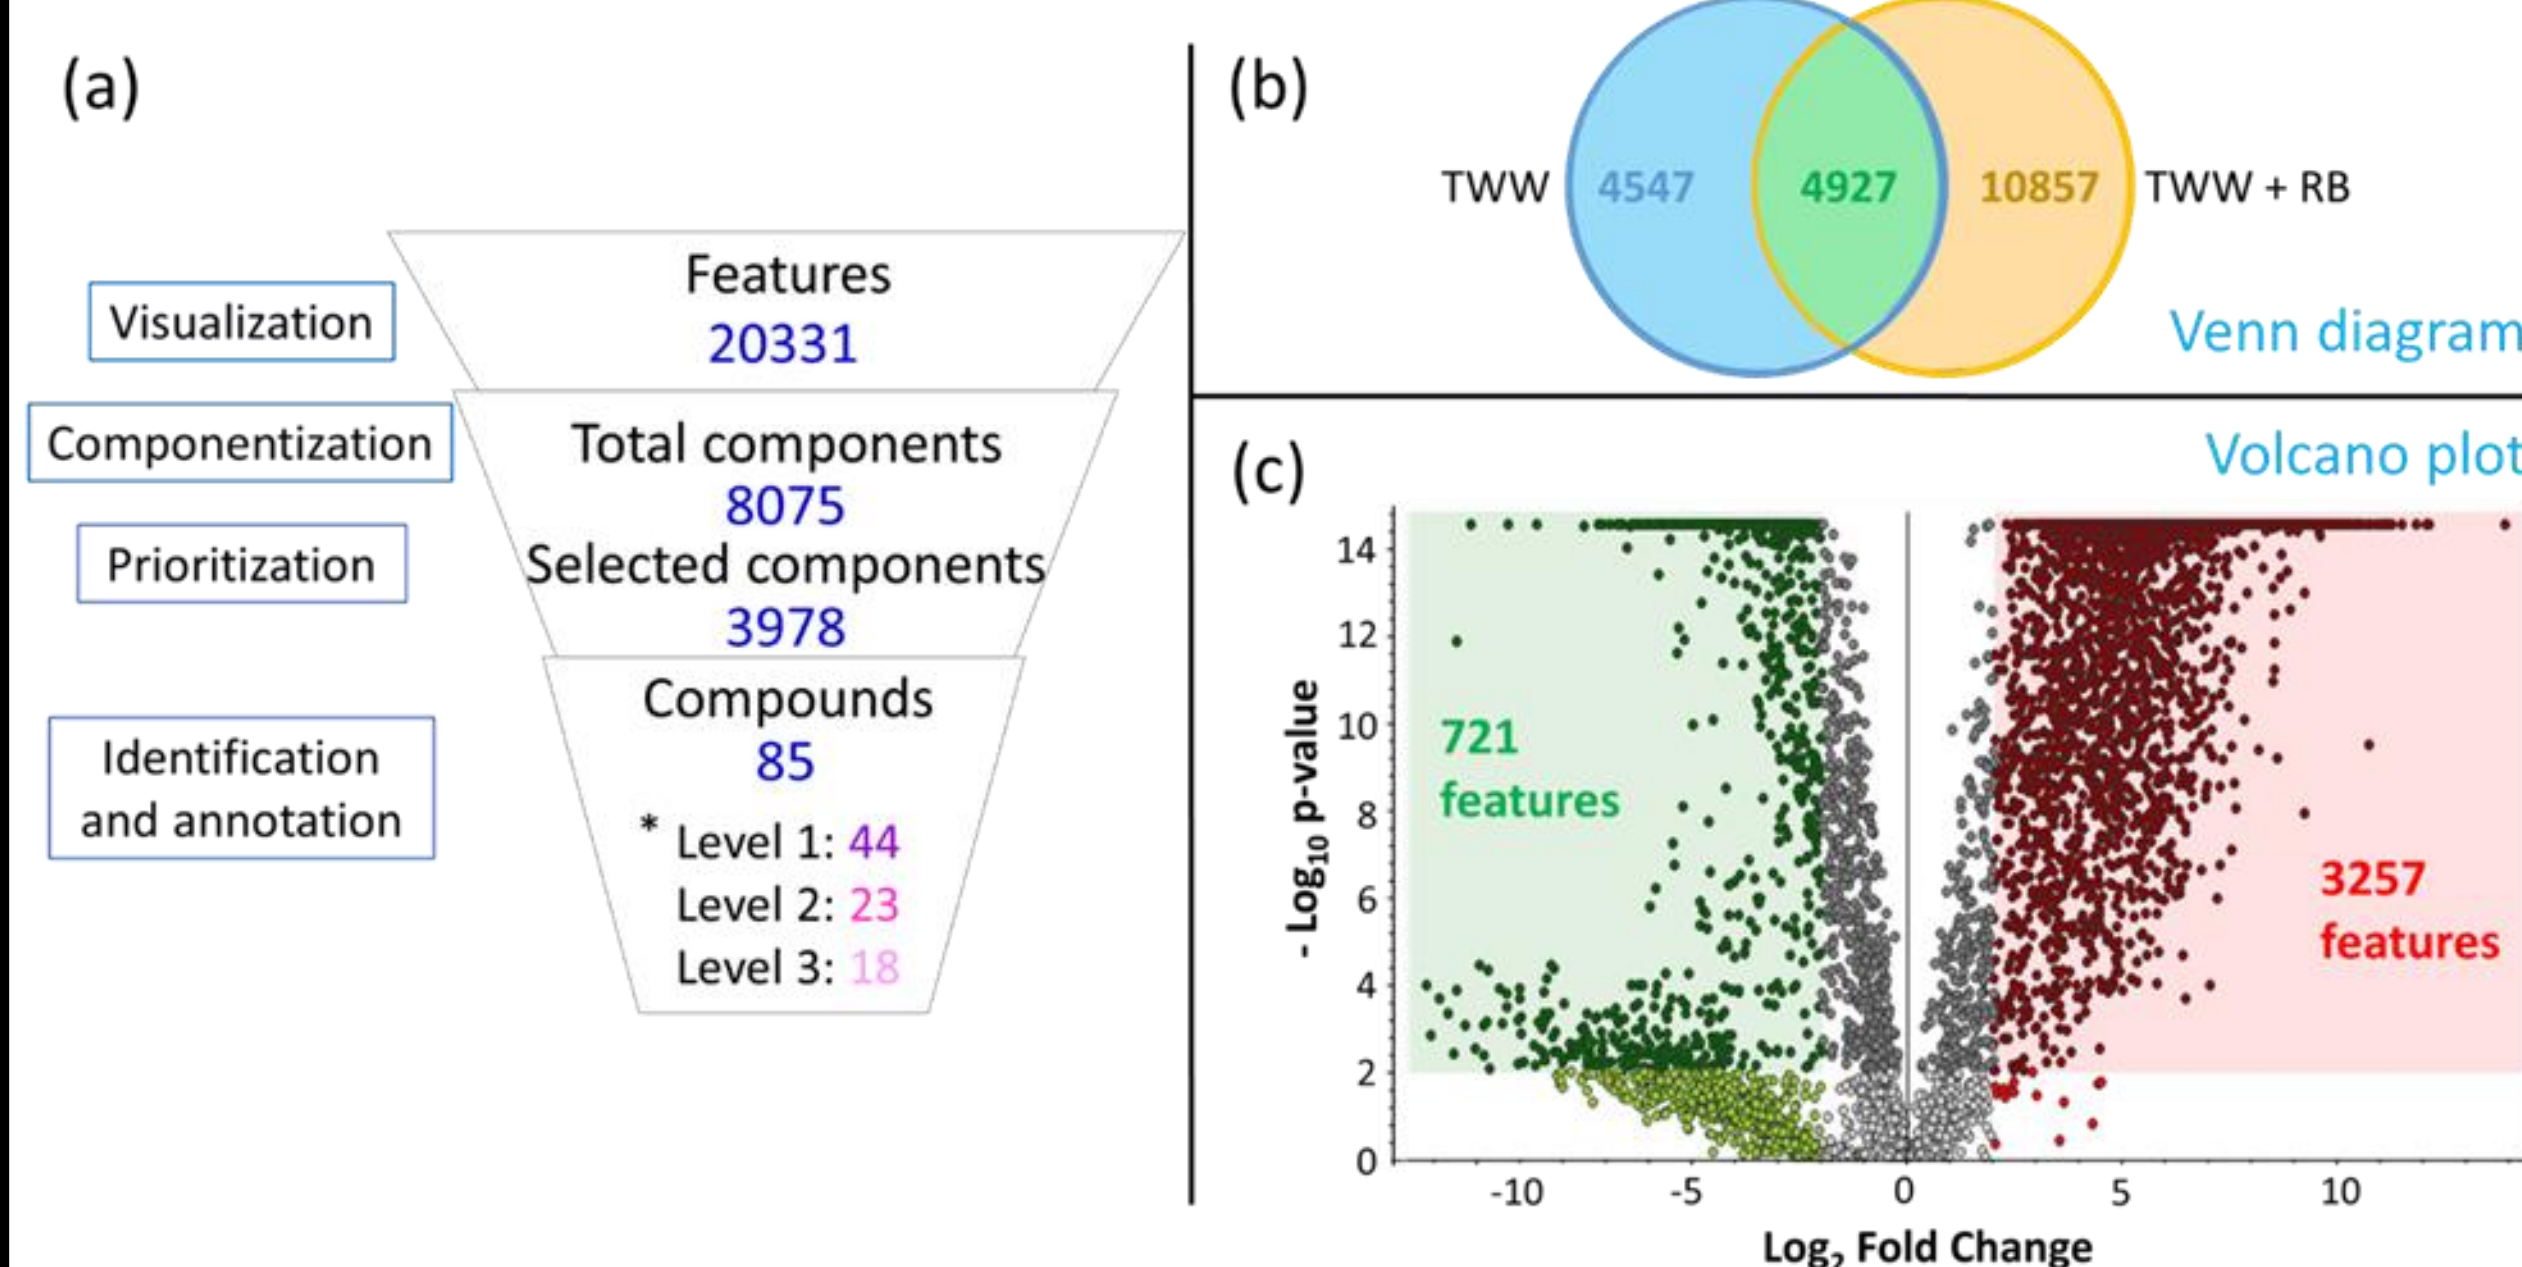 (a)
Visualization
Componentization
Prioritization
Identification
and annotation
Features
20331
Total components
8075
Selected components
3978
Compounds
85
* Level 1: 44
Level 2: 23
Level 3: 18
(b)
TWW
4547
4927
10857
TWW + RB
Venn diagram
(c)
Volcano plot
- Log₁₀ p-value
14
12
10
8
6
4
2
0
721
features
3257
features
-10
-5
0
5
10
Log₂ Fold Change